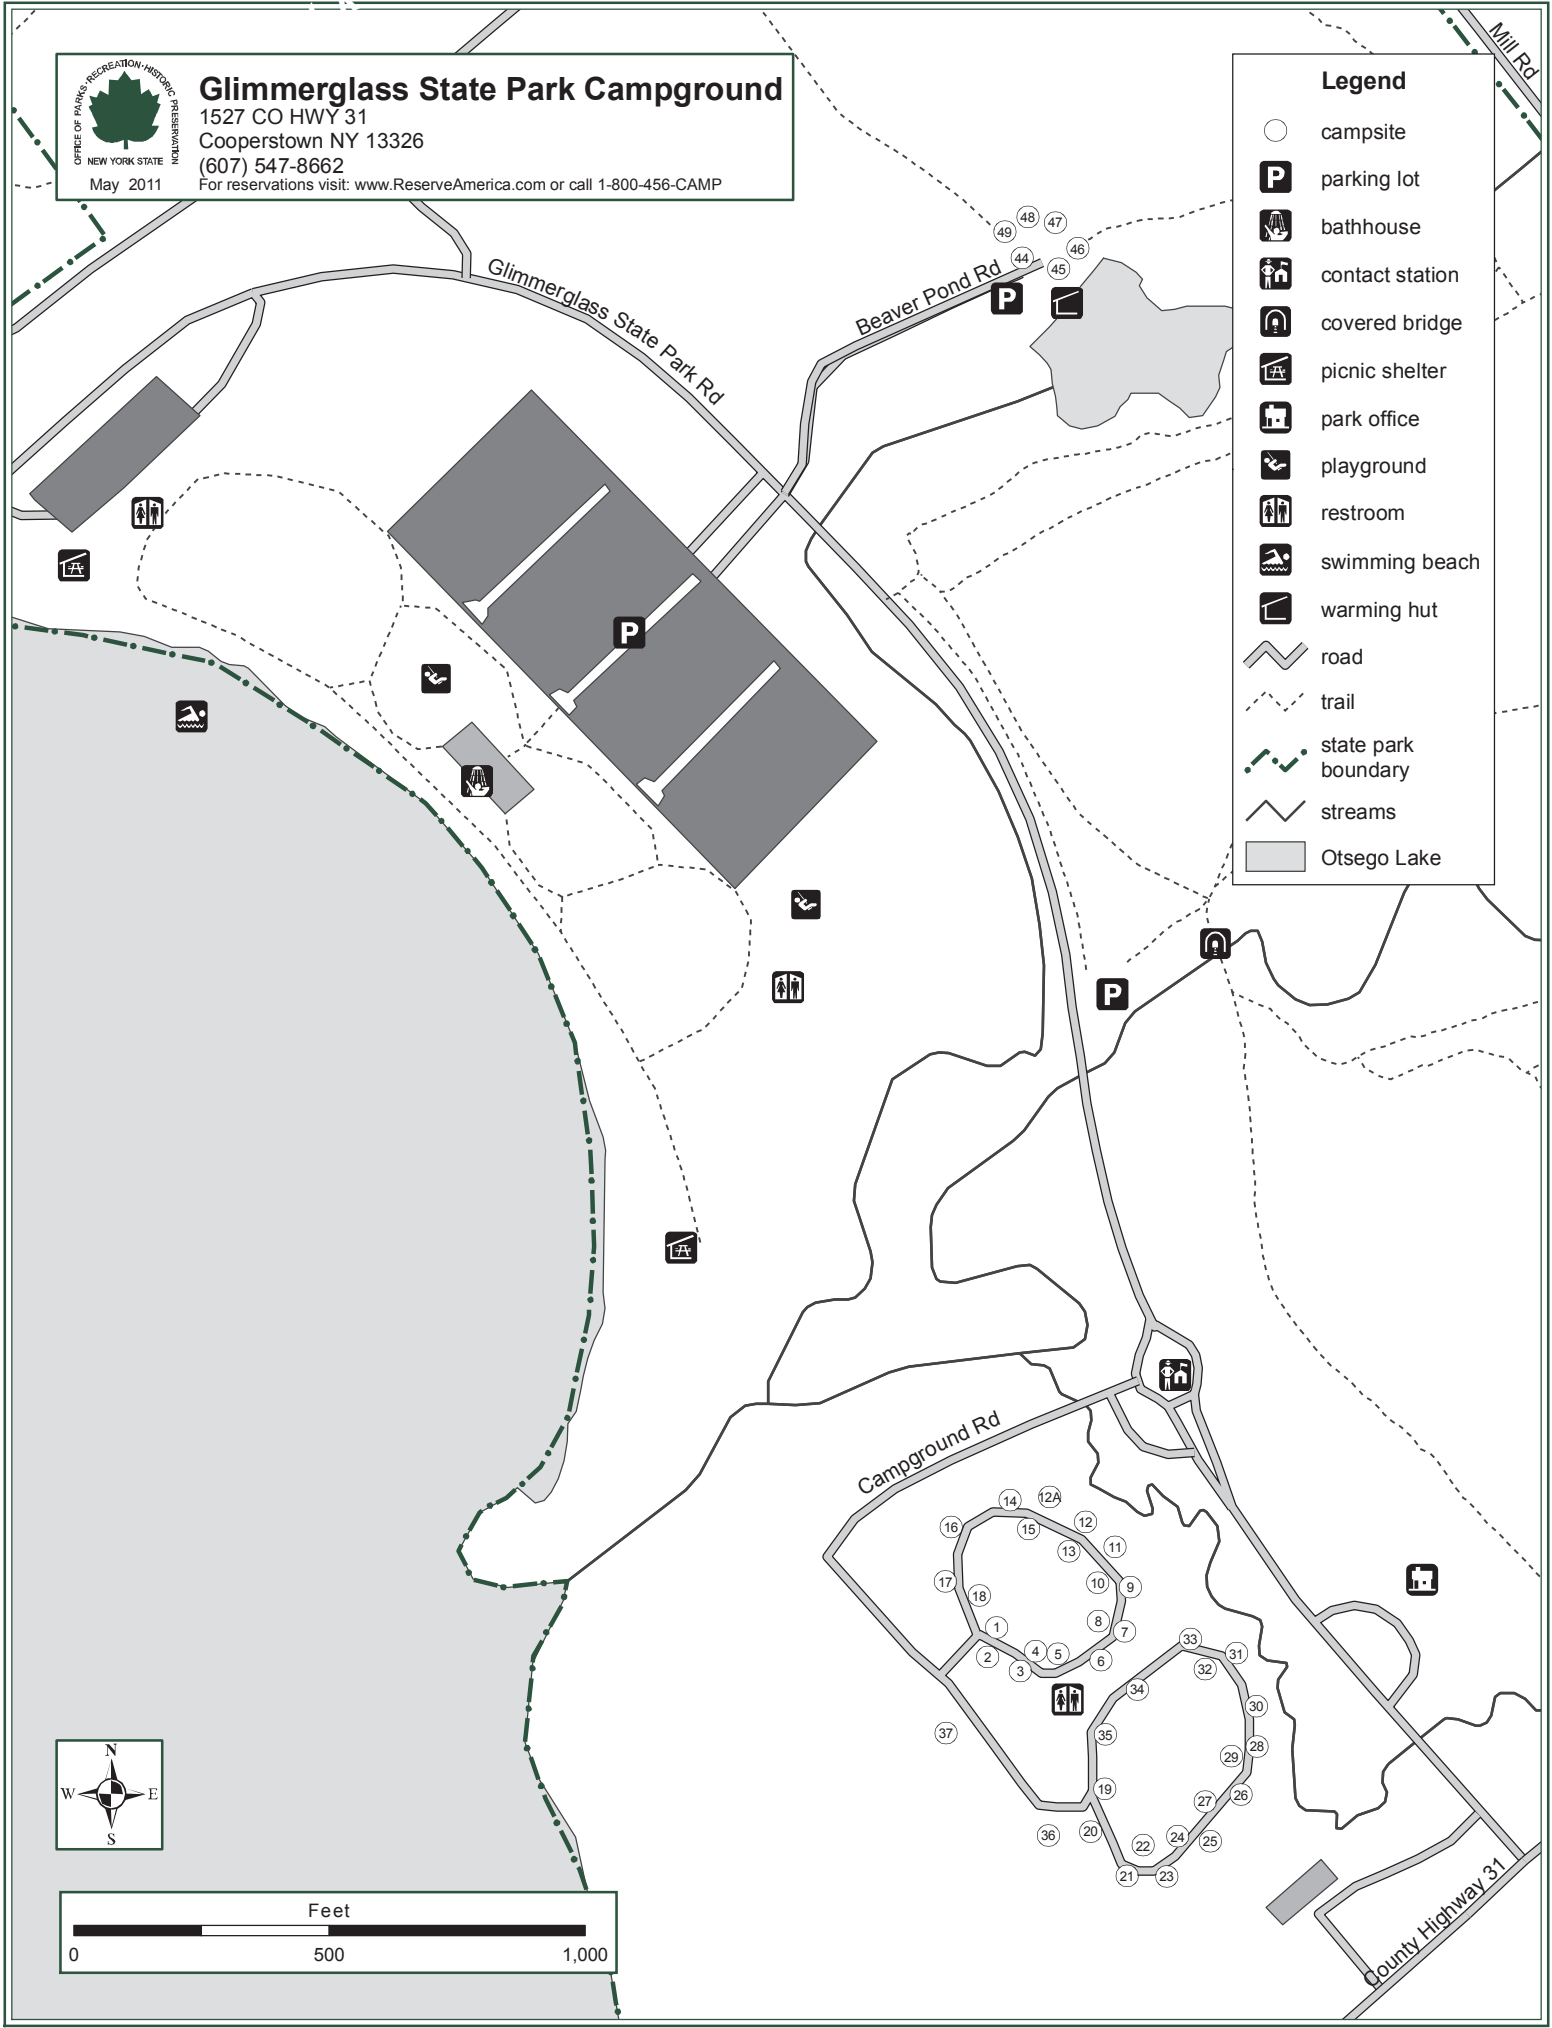 OFFICE OF PARKS • RECREATION • HISTORIC PRESERVATION
NEW YORK STATE
May 2011
Glimmerglass State Park Campground
1527 CO HWY 31
Cooperstown NY 13326
(607) 547-8662
For reservations visit: www.ReserveAmerica.com or call 1-800-456-CAMP
Mill Rd
Legend
campsite
P parking lot
bathhouse
contact station
covered bridge
picnic shelter
park office
playground
restroom
swimming beach
warming hut
road
trail
state park
boundary
streams
Otsego Lake
48
47
49
46
44
45
Glimmerglass State Park Rd
Beaver Pond Rd
P
P
P
Campground Rd
14
12A
16
15
12
13
11
17
18
10
9
1
8
7
2
4
5
6
3
33
31
32
34
30
37
35
29
28
19
27
26
36
20
22
24
25
21
23
N
W
E
S
Feet
0
500
1,000
County Highway 31